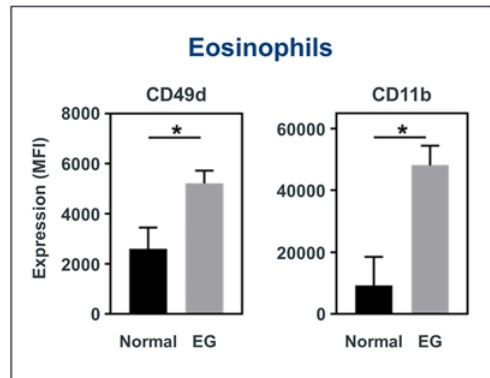 Eosinophils
CD49d
CD11b
Expression (MFI)
8000
6000
4000
2000
0
*
Normal EG
60000
40000
20000
0
*
Normal EG